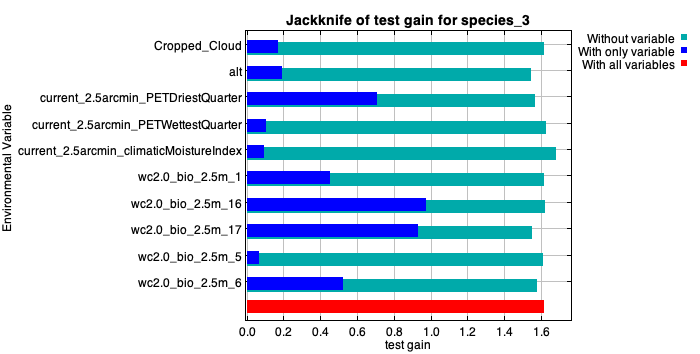 Jackknife of test gain for species_3
Without variable
With only variable
With all variables
Environmental Variable
Cropped_Cloud
alt
current_2.5arcmin_PETDriestQuarter
current_2.5arcmin_PETWettestQuarter
current_2.5arcmin_climaticMoistureIndex
wc2.0_bio_2.5m_1
wc2.0_bio_2.5m_16
wc2.0_bio_2.5m_17
wc2.0_bio_2.5m_5
wc2.0_bio_2.5m_6
0.0 0.2 0.4 0.6 0.8 1.0 1.2 1.4 1.6
test gain